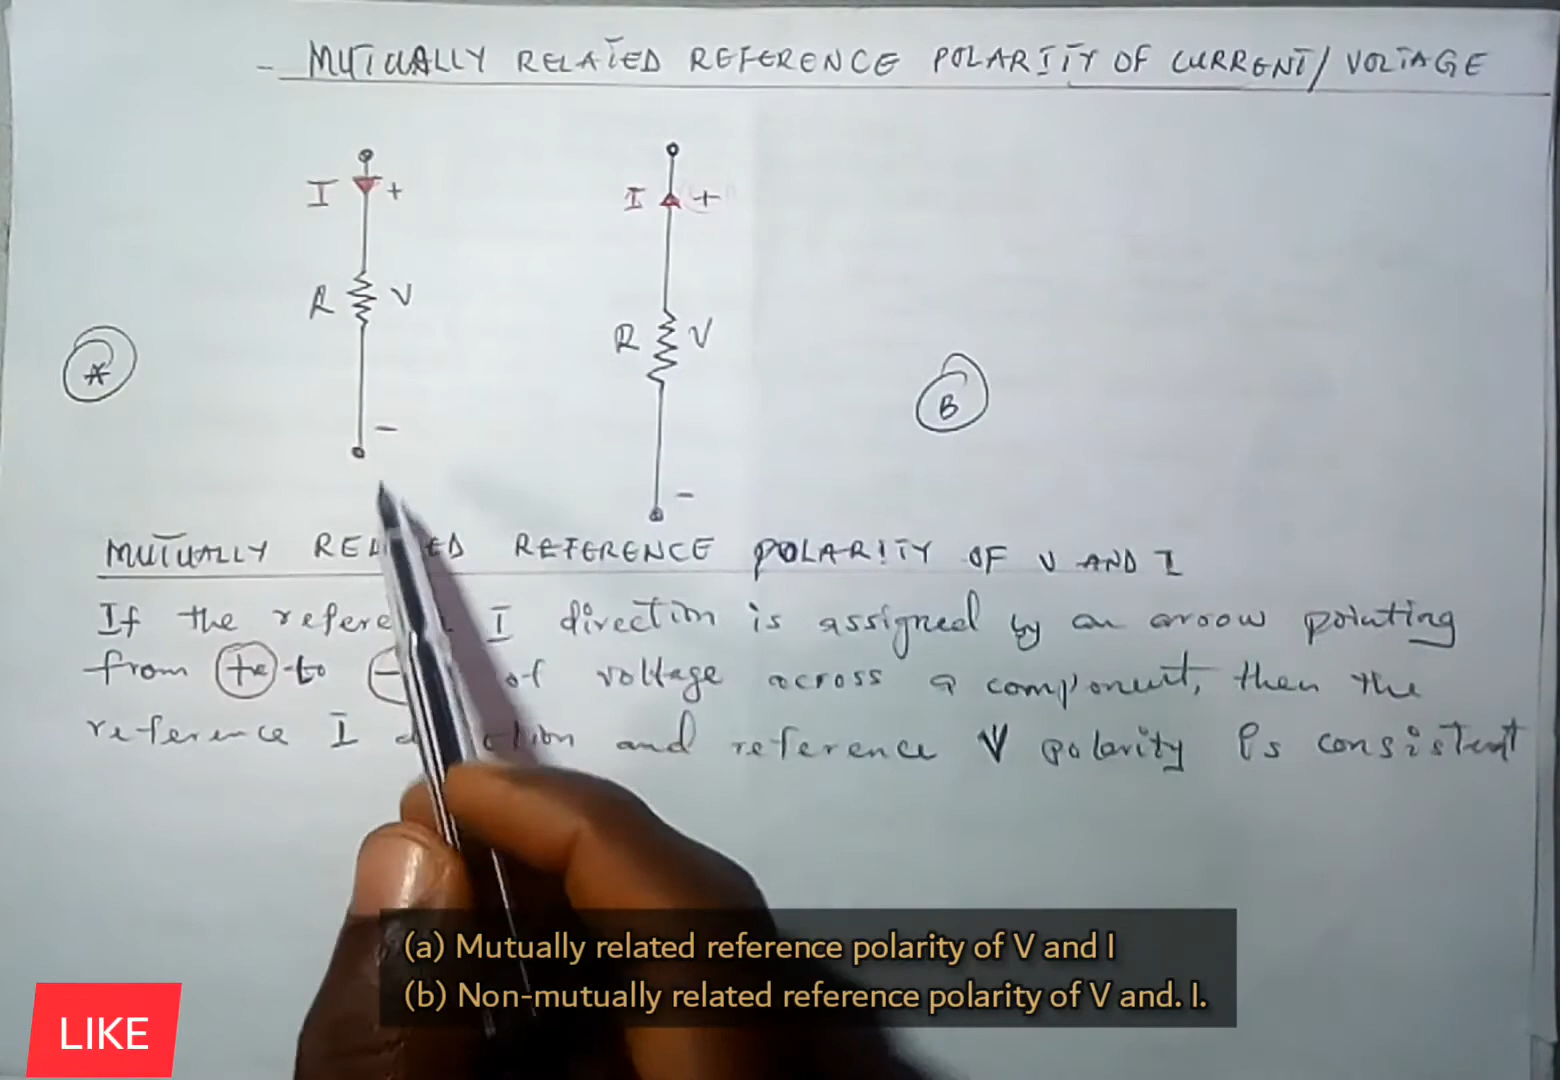 - MUTUALLY RELATED REFERENCE POLARITY OF CURRENT/ VOLTAGE
I +
I +
R V
R V
A
B
-
-
MUTUALLY REL ED REFERENCE POLARITY OF V AND I
If the refere I direction is assigned by an arrow pointing
from +ve to - of voltage across a component, then the
reference I d ction and reference V polarity is consistent
(a) Mutually related reference polarity of V and I
(b) Non-mutually related reference polarity of V and. I.
LIKE